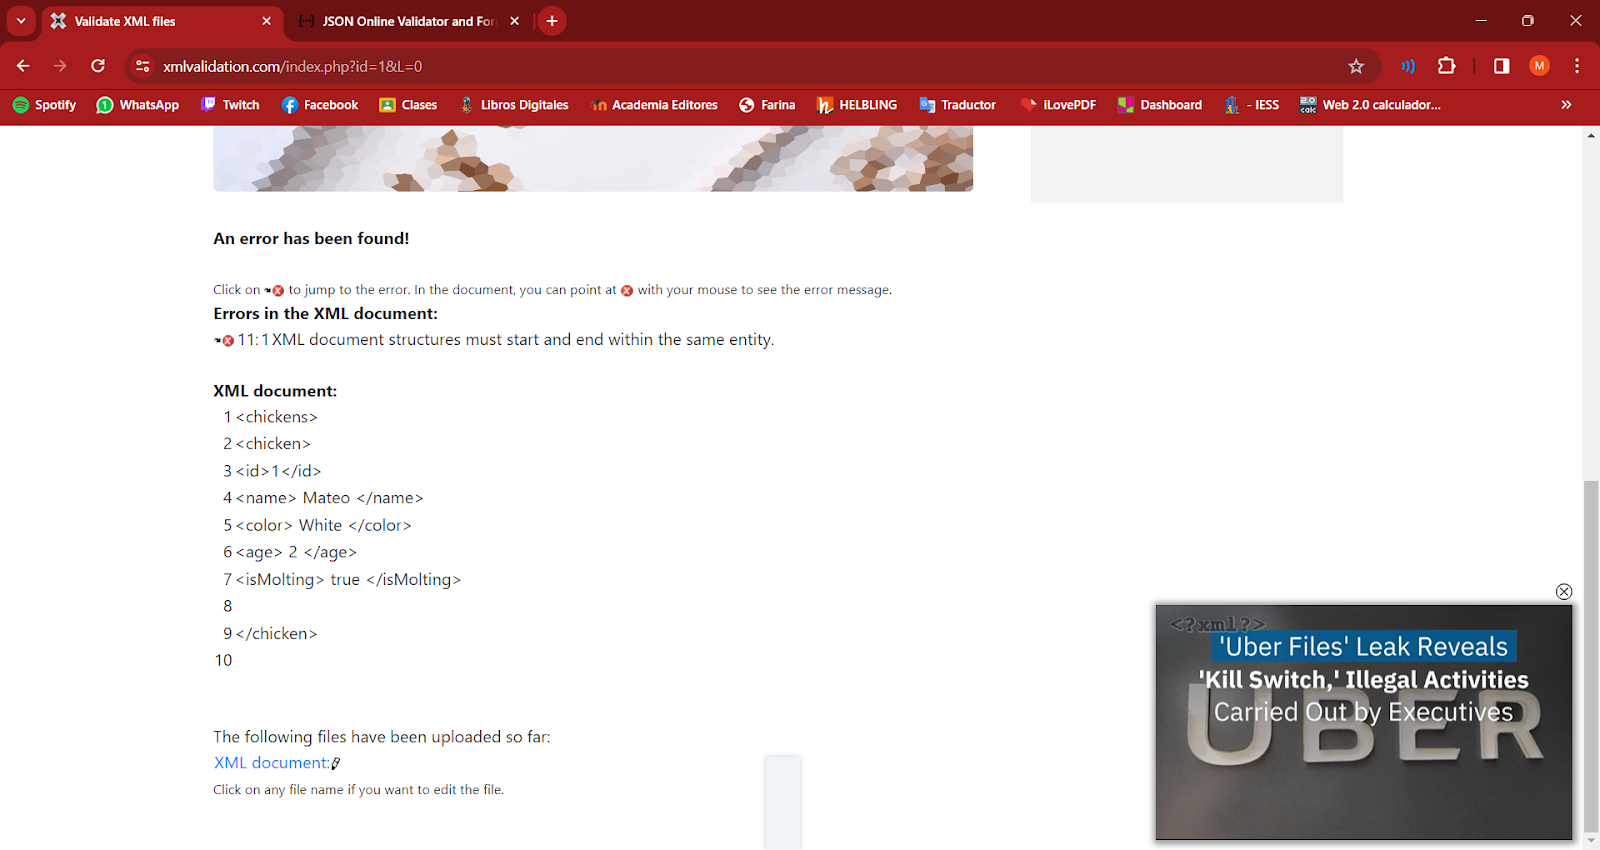 Validate XML files
JSON Online Validator and For
xmlvalidation.com/index.php?id=1&L=0
M
Spotify WhatsApp Twitch Facebook Clases Libros Digitales Academia Editores Farina HELBLING Traductor iLovePDF Dashboard - IESS Web 2.0 calculador...
An error has been found!
Click on to jump to the error. In the document, you can point at with your mouse to see the error message.
Errors in the XML document:
11: 1 XML document structures must start and end within the same entity.
XML document:
1 <chickens>
2 <chicken>
3 <id>1</id>
4 <name> Mateo </name>
5 <color> White </color>
6 <age> 2 </age>
7 <isMolting> true </isMolting>
8
9 </chicken>
10
The following files have been uploaded so far:
XML document:
Click on any file name if you want to edit the file.
<?xml?>
'Uber Files' Leak Reveals
'Kill Switch,' Illegal Activities
Carried Out by Executives
UBER